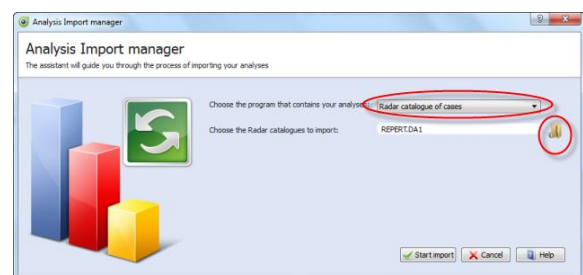 Analysis Import manager
Analysis Import manager
The assistant will guide you through the process of importing your analyses
Choose the program that contains your analyses: Radar catalogue of cases
Choose the Radar catalogues to import: REPERT.DA1
Start import Cancel Help